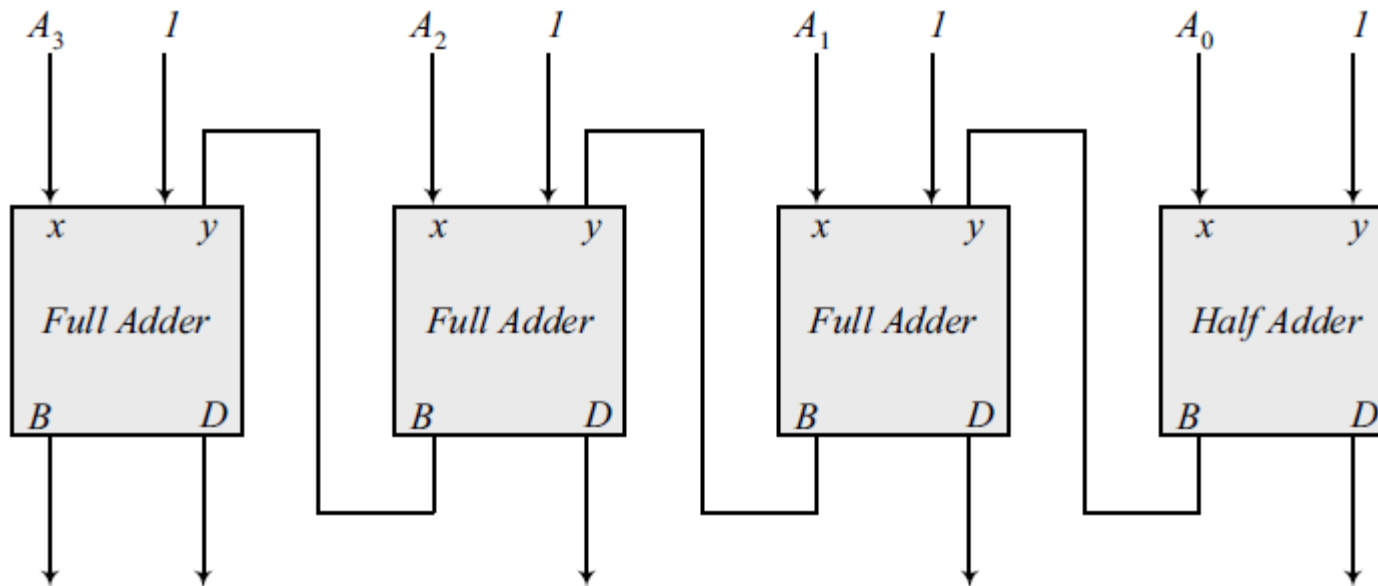 A₃ 1 A₂ 1 A₁ 1 A₀ 1
x y x y x y x y
Full Adder Full Adder Full Adder Half Adder
B D B D B D B D